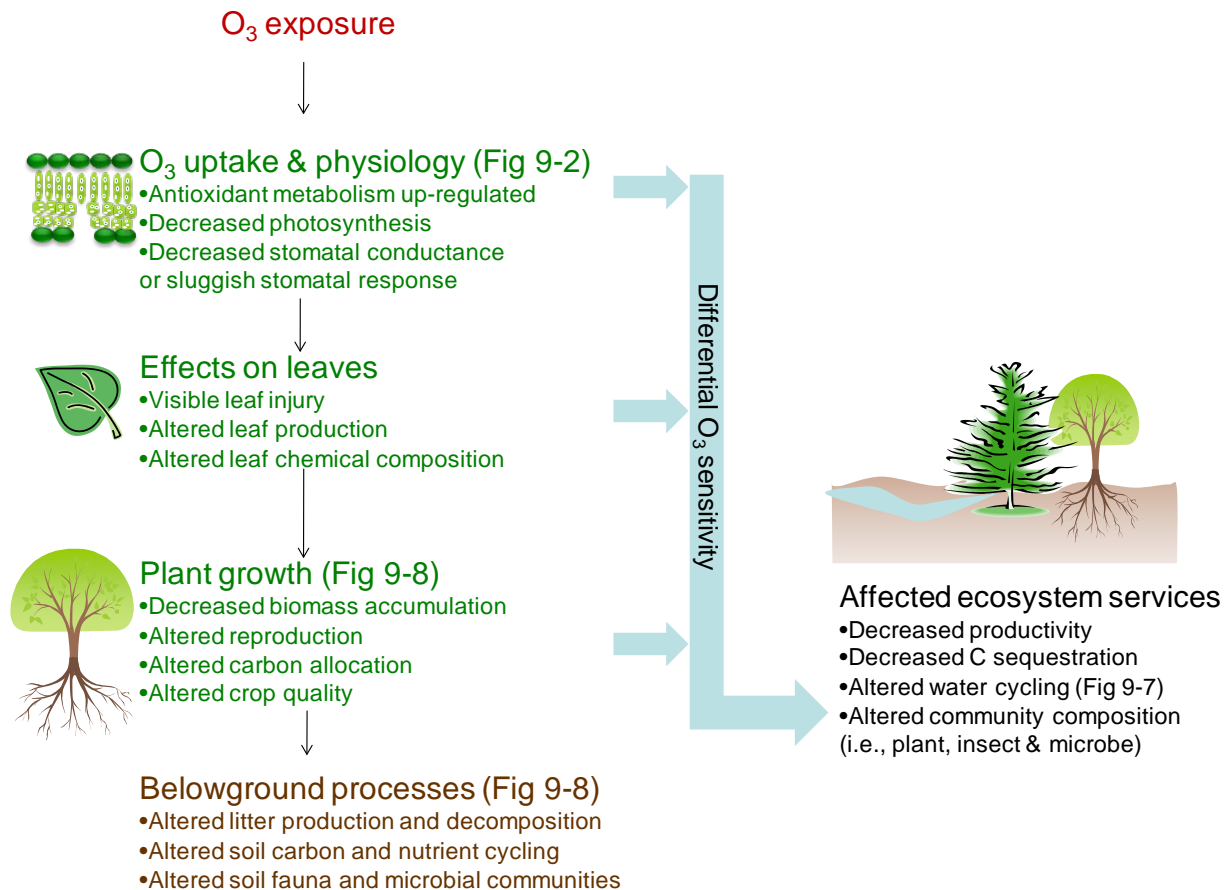 O₃ exposure
O₃ uptake & physiology (Fig 9-2)
•Antioxidant metabolism up-regulated
•Decreased photosynthesis
•Decreased stomatal conductance
or sluggish stomatal response
Effects on leaves
•Visible leaf injury
•Altered leaf production
•Altered leaf chemical composition
Plant growth (Fig 9-8)
•Decreased biomass accumulation
•Altered reproduction
•Altered carbon allocation
•Altered crop quality
Belowground processes (Fig 9-8)
•Altered litter production and decomposition
•Altered soil carbon and nutrient cycling
•Altered soil fauna and microbial communities
Differential O₃ sensitivity
Affected ecosystem services
•Decreased productivity
•Decreased C sequestration
•Altered water cycling (Fig 9-7)
•Altered community composition
(i.e., plant, insect & microbe)